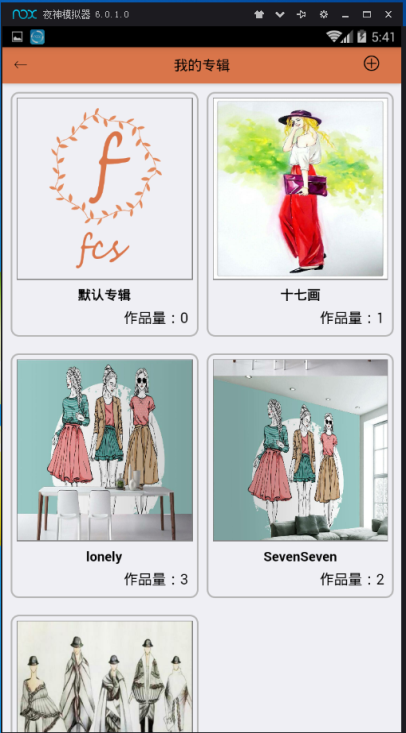 nox 夜神模拟器 6.0.1.0
5:41
我的专辑
f
fcs
默认专辑
作品量：0
十七画
作品量：1
lonely
作品量：3
SevenSeven
作品量：2